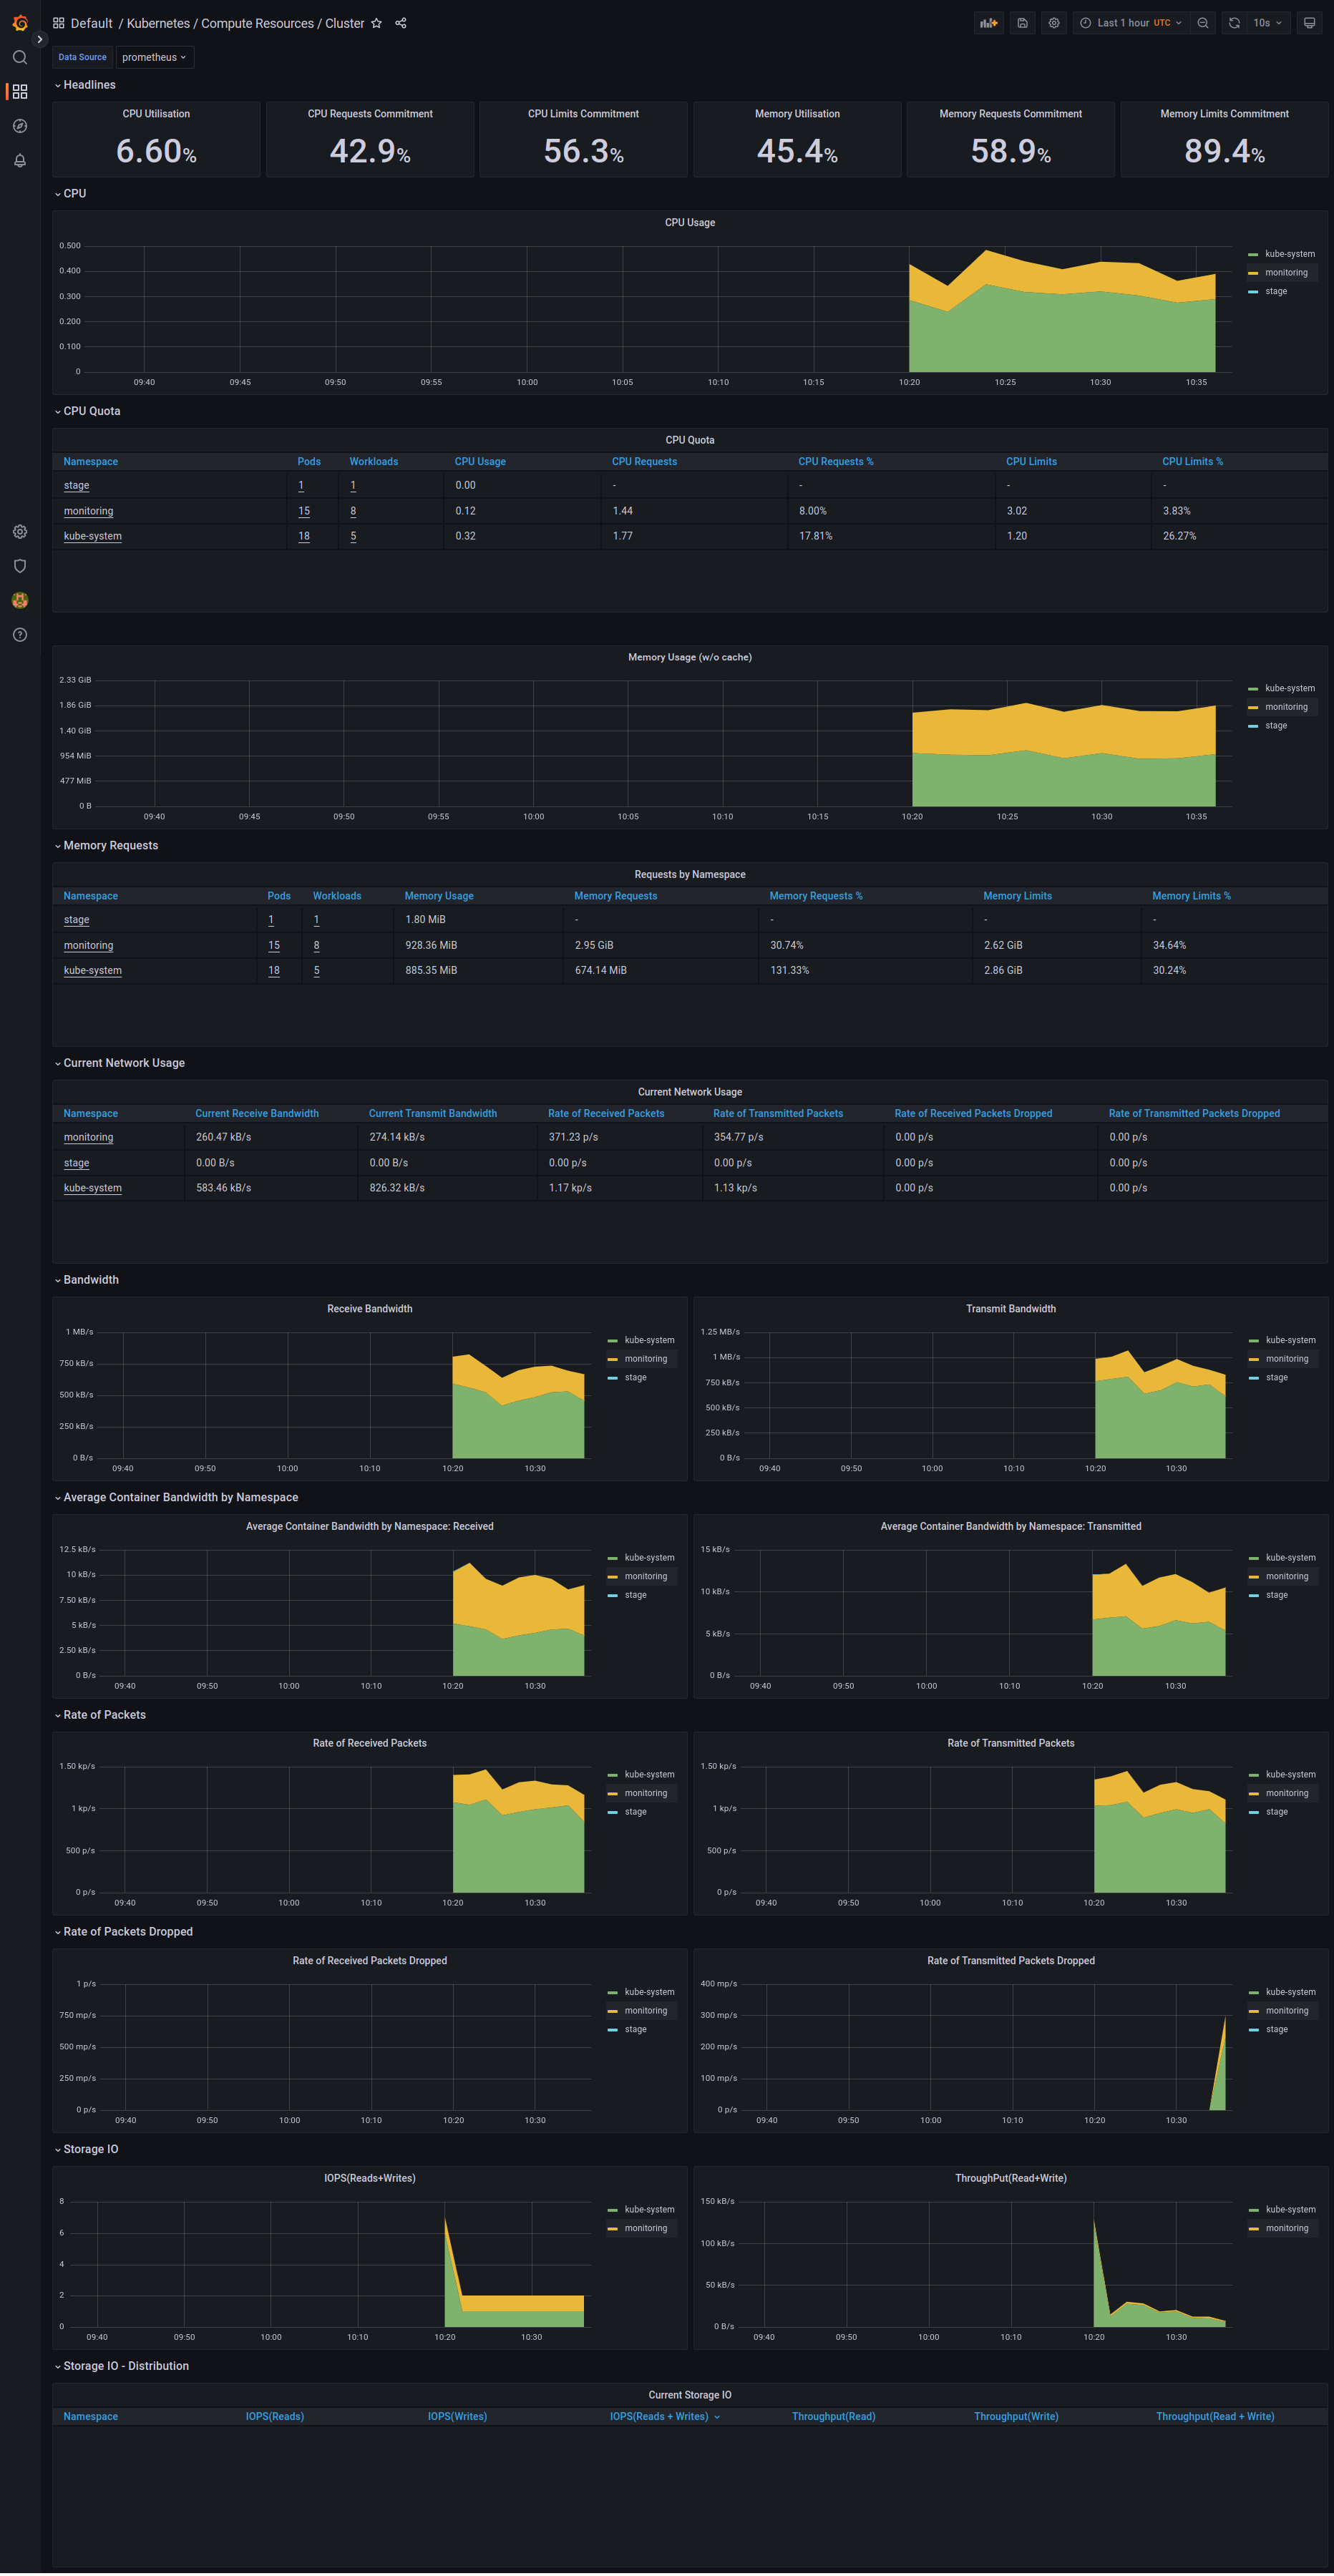 Default / Kubernetes / Compute Resources / Cluster Last 1 hour UTC 10s
Data Source prometheus
Headlines
CPU Utilisation CPU Requests Commitment CPU Limits Commitment Memory Utilisation Memory Requests Commitment Memory Limits Commitment
6.60% 42.9% 56.3% 45.4% 58.9% 89.4%
CPU
CPU Usage
0.500
0.400
0.300
0.200
0.100
0
09:40 09:45 09:50 09:55 10:00 10:05 10:10 10:15 10:20 10:25 10:30 10:35
kube-system
monitoring
stage
CPU Quota
CPU Quota
Namespace Pods Workloads CPU Usage CPU Requests CPU Requests % CPU Limits CPU Limits %
stage 1 1 0.00 - - - -
monitoring 15 8 0.12 1.44 8.00% 3.02 3.83%
kube-system 18 5 0.32 1.77 17.81% 1.20 26.27%
Memory Usage (w/o cache)
2.33 GiB
1.86 GiB
1.40 GiB
954 MiB
477 MiB
0 B
09:40 09:45 09:50 09:55 10:00 10:05 10:10 10:15 10:20 10:25 10:30 10:35
kube-system
monitoring
stage
Memory Requests
Requests by Namespace
Namespace Pods Workloads Memory Usage Memory Requests Memory Requests % Memory Limits Memory Limits %
stage 1 1 1.80 MiB - - - -
monitoring 15 8 928.36 MiB 2.95 GiB 30.74% 2.62 GiB 34.64%
kube-system 18 5 885.35 MiB 674.14 MiB 131.33% 2.86 GiB 30.24%
Current Network Usage
Current Network Usage
Namespace Current Receive Bandwidth Current Transmit Bandwidth Rate of Received Packets Rate of Transmitted Packets Rate of Received Packets Dropped Rate of Transmitted Packets Dropped
monitoring 260.47 kB/s 274.14 kB/s 371.23 p/s 354.77 p/s 0.00 p/s 0.00 p/s
stage 0.00 B/s 0.00 B/s 0.00 p/s 0.00 p/s 0.00 p/s 0.00 p/s
kube-system 583.46 kB/s 826.32 kB/s 1.17 kp/s 1.13 kp/s 0.00 p/s 0.00 p/s
Bandwidth
Receive Bandwidth
1 MB/s
750 kB/s
500 kB/s
250 kB/s
0 B/s
09:40 09:50 10:00 10:10 10:20 10:30
kube-system
monitoring
stage
Transmit Bandwidth
1.25 MB/s
1 MB/s
750 kB/s
500 kB/s
250 kB/s
0 B/s
09:40 09:50 10:00 10:10 10:20 10:30
kube-system
monitoring
stage
Average Container Bandwidth by Namespace
Average Container Bandwidth by Namespace: Received
12.5 kB/s
10 kB/s
7.50 kB/s
5 kB/s
2.50 kB/s
0 B/s
09:40 09:50 10:00 10:10 10:20 10:30
kube-system
monitoring
stage
Average Container Bandwidth by Namespace: Transmitted
15 kB/s
10 kB/s
5 kB/s
0 B/s
09:40 09:50 10:00 10:10 10:20 10:30
kube-system
monitoring
stage
Rate of Packets
Rate of Received Packets
1.50 kp/s
1 kp/s
500 p/s
0 p/s
09:40 09:50 10:00 10:10 10:20 10:30
kube-system
monitoring
stage
Rate of Transmitted Packets
1.50 kp/s
1 kp/s
500 p/s
0 p/s
09:40 09:50 10:00 10:10 10:20 10:30
kube-system
monitoring
stage
Rate of Packets Dropped
Rate of Received Packets Dropped
1 p/s
750 mp/s
500 mp/s
250 mp/s
0 p/s
09:40 09:50 10:00 10:10 10:20 10:30
kube-system
monitoring
stage
Rate of Transmitted Packets Dropped
400 mp/s
300 mp/s
200 mp/s
100 mp/s
0 p/s
09:40 09:50 10:00 10:10 10:20 10:30
kube-system
monitoring
stage
Storage IO
IOPS(Reads+Writes)
8
6
4
2
0
09:40 09:50 10:00 10:10 10:20 10:30
kube-system
monitoring
ThroughPut(Read+Write)
150 kB/s
100 kB/s
50 kB/s
0 B/s
09:40 09:50 10:00 10:10 10:20 10:30
kube-system
monitoring
Storage IO - Distribution
Current Storage IO
Namespace IOPS(Reads) IOPS(Writes) IOPS(Reads + Writes) Throughput(Read) Throughput(Write) Throughput(Read + Write)